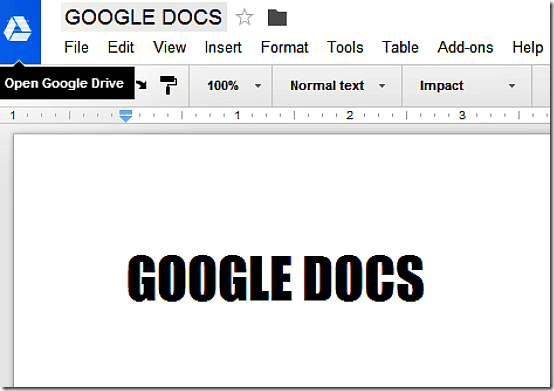 GOOGLE DOCS
File Edit View Insert Format Tools Table Add-ons Help
Open Google Drive
100% Normal text Impact
1 1 2 3
GOOGLE DOCS